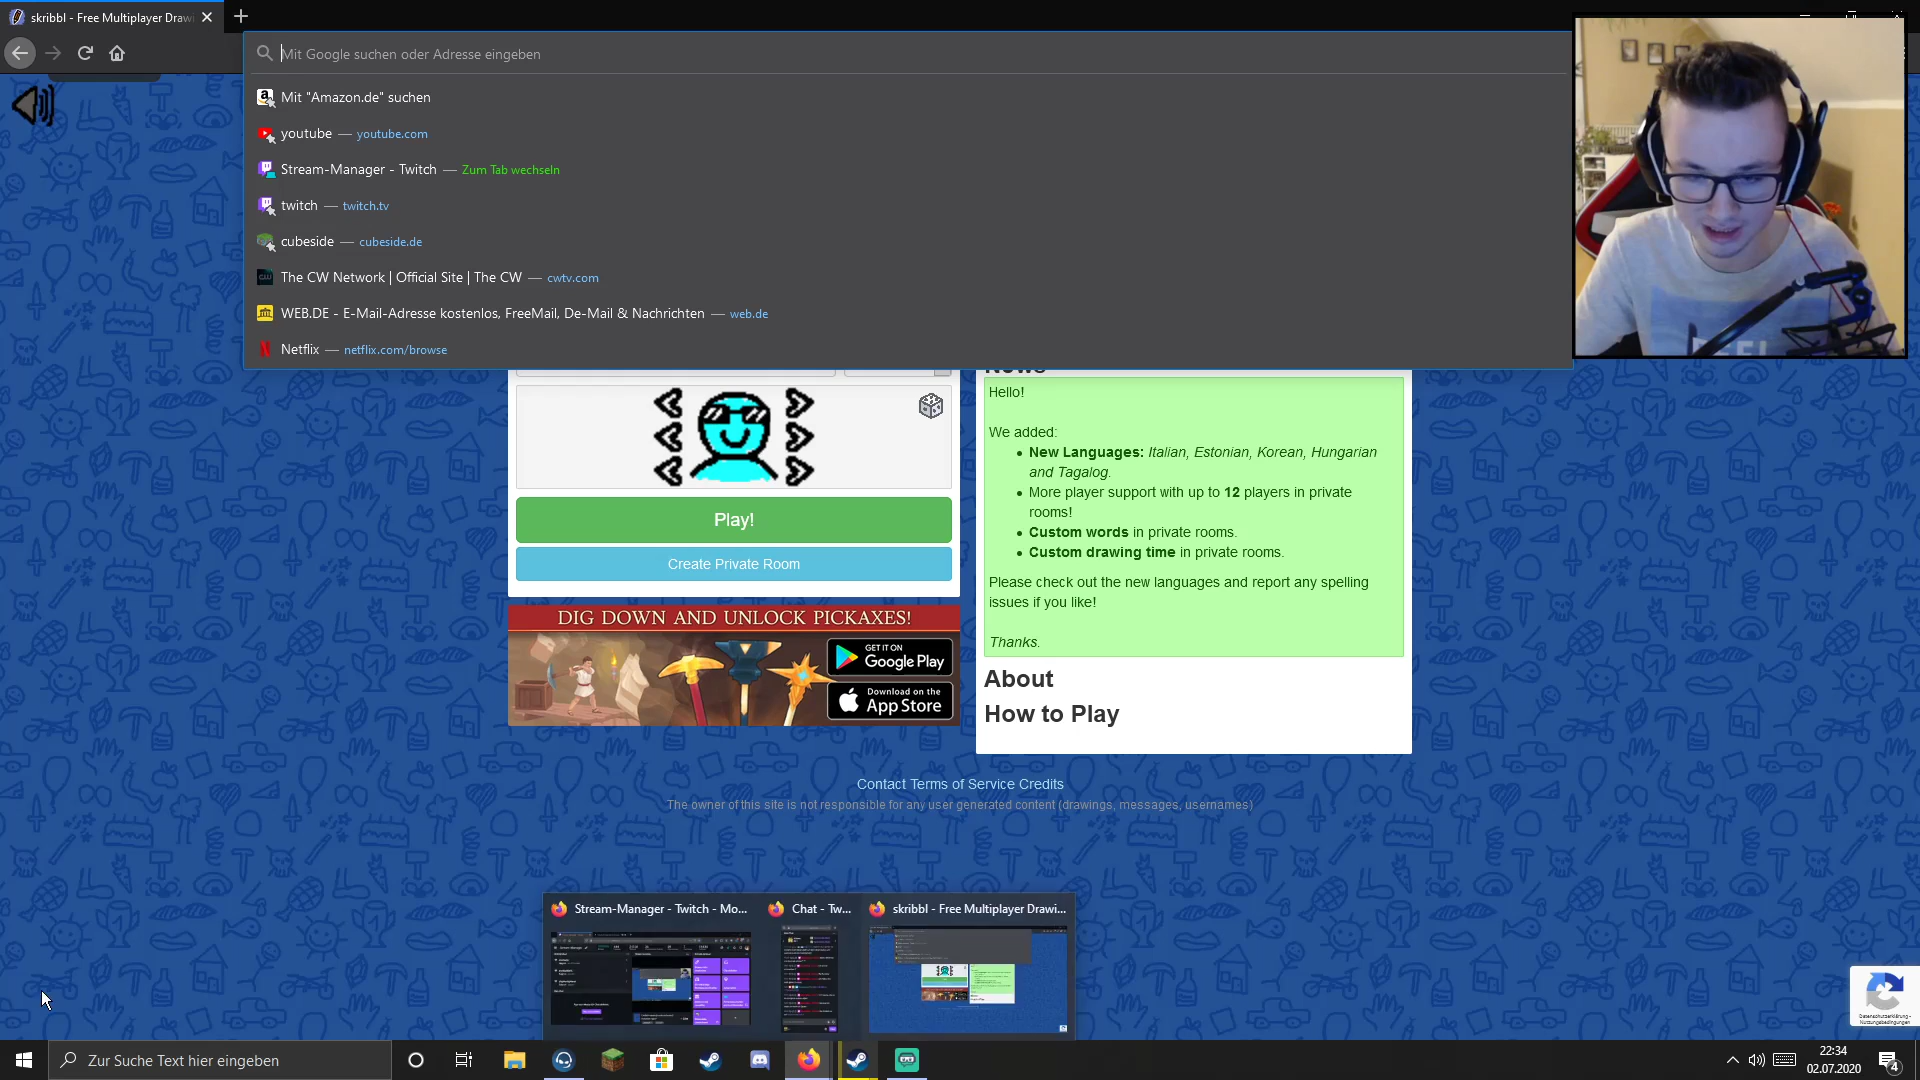 skribbl - Free Multiplayer Drawi
Mit Google suchen oder Adresse eingeben
Mit "Amazon.de" suchen
youtube — youtube.com
Stream-Manager - Twitch — Zum Tab wechseln
twitch — twitch.tv
cubeside — cubeside.de
The CW Network | Official Site | The CW — cwtv.com
WEB.DE - E-Mail-Adresse kostenlos, FreeMail, De-Mail & Nachrichten — web.de
Netflix — netflix.com/browse
Play!
Create Private Room
DIG DOWN AND UNLOCK PICKAXES!
GET IT ON
Google Play
Download on the
App Store
News
Hello!
We added:
• New Languages: Italian, Estonian, Korean, Hungarian
and Tagalog.
• More player support with up to 12 players in private
rooms!
• Custom words in private rooms.
• Custom drawing time in private rooms.
Please check out the new languages and report any spelling
issues if you like!
Thanks.
About
How to Play
Contact Terms of Service Credits
The owner of this site is not responsible for any user generated content (drawings, messages, usernames)
Stream-Manager - Twitch - Mo...
Chat - Tw...
skribbl - Free Multiplayer Drawi...
Datenschutzerklärung -
Nutzungsbedingungen
Zur Suche Text hier eingeben
22:34
02.07.2020
4